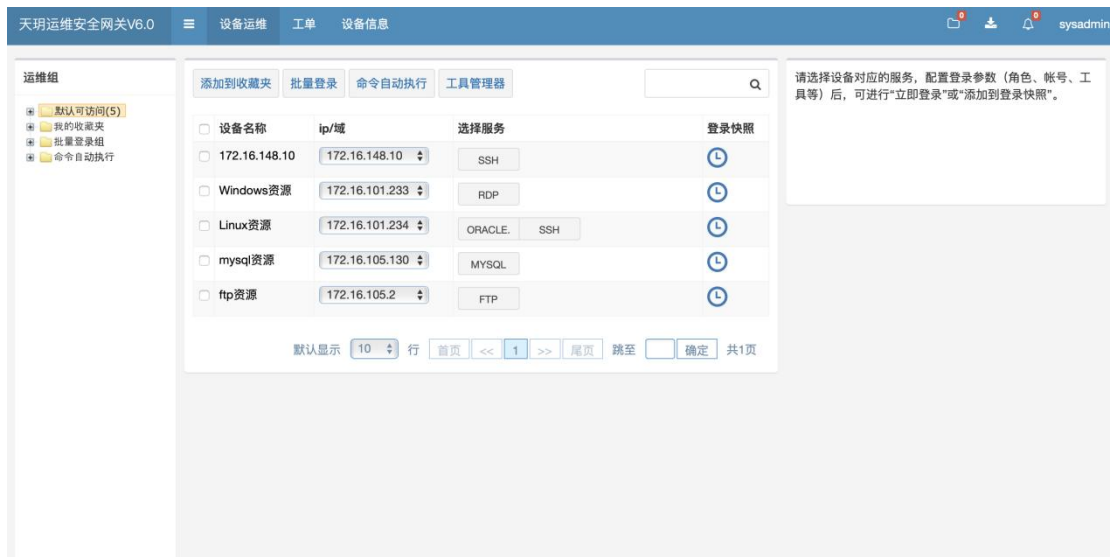 天玥运维安全网关V6.0 设备运维 工单 设备信息 0 0 sysadmin
运维组
默认可访问(5)
我的收藏夹
批量登录组
命令自动执行
添加到收藏夹 批量登录 命令自动执行 工具管理器
设备名称 ip/域 选择服务 登录快照
172.16.148.10 172.16.148.10 SSH
Windows资源 172.16.101.233 RDP
Linux资源 172.16.101.234 ORACLE. SSH
mysql资源 172.16.105.130 MYSQL
ftp资源 172.16.105.2 FTP
默认显示 10 行 首页 << 1 >> 尾页 跳至 确定 共1页
请选择设备对应的服务，配置登录参数（角色、帐号、工
具等）后，可进行“立即登录”或“添加到登录快照”。